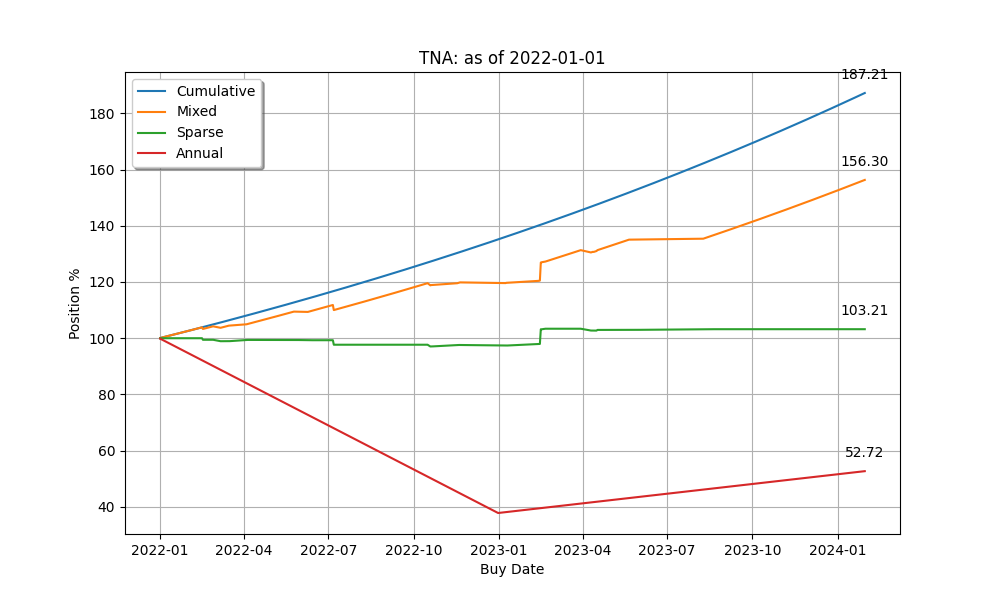 TNA: as of 2022-01-01
Cumulative
Mixed
Sparse
Annual
187.21
156.30
103.21
52.72
Position %
180
160
140
120
100
80
60
40
2022-01 2022-04 2022-07 2022-10 2023-01 2023-04 2023-07 2023-10 2024-01
Buy Date